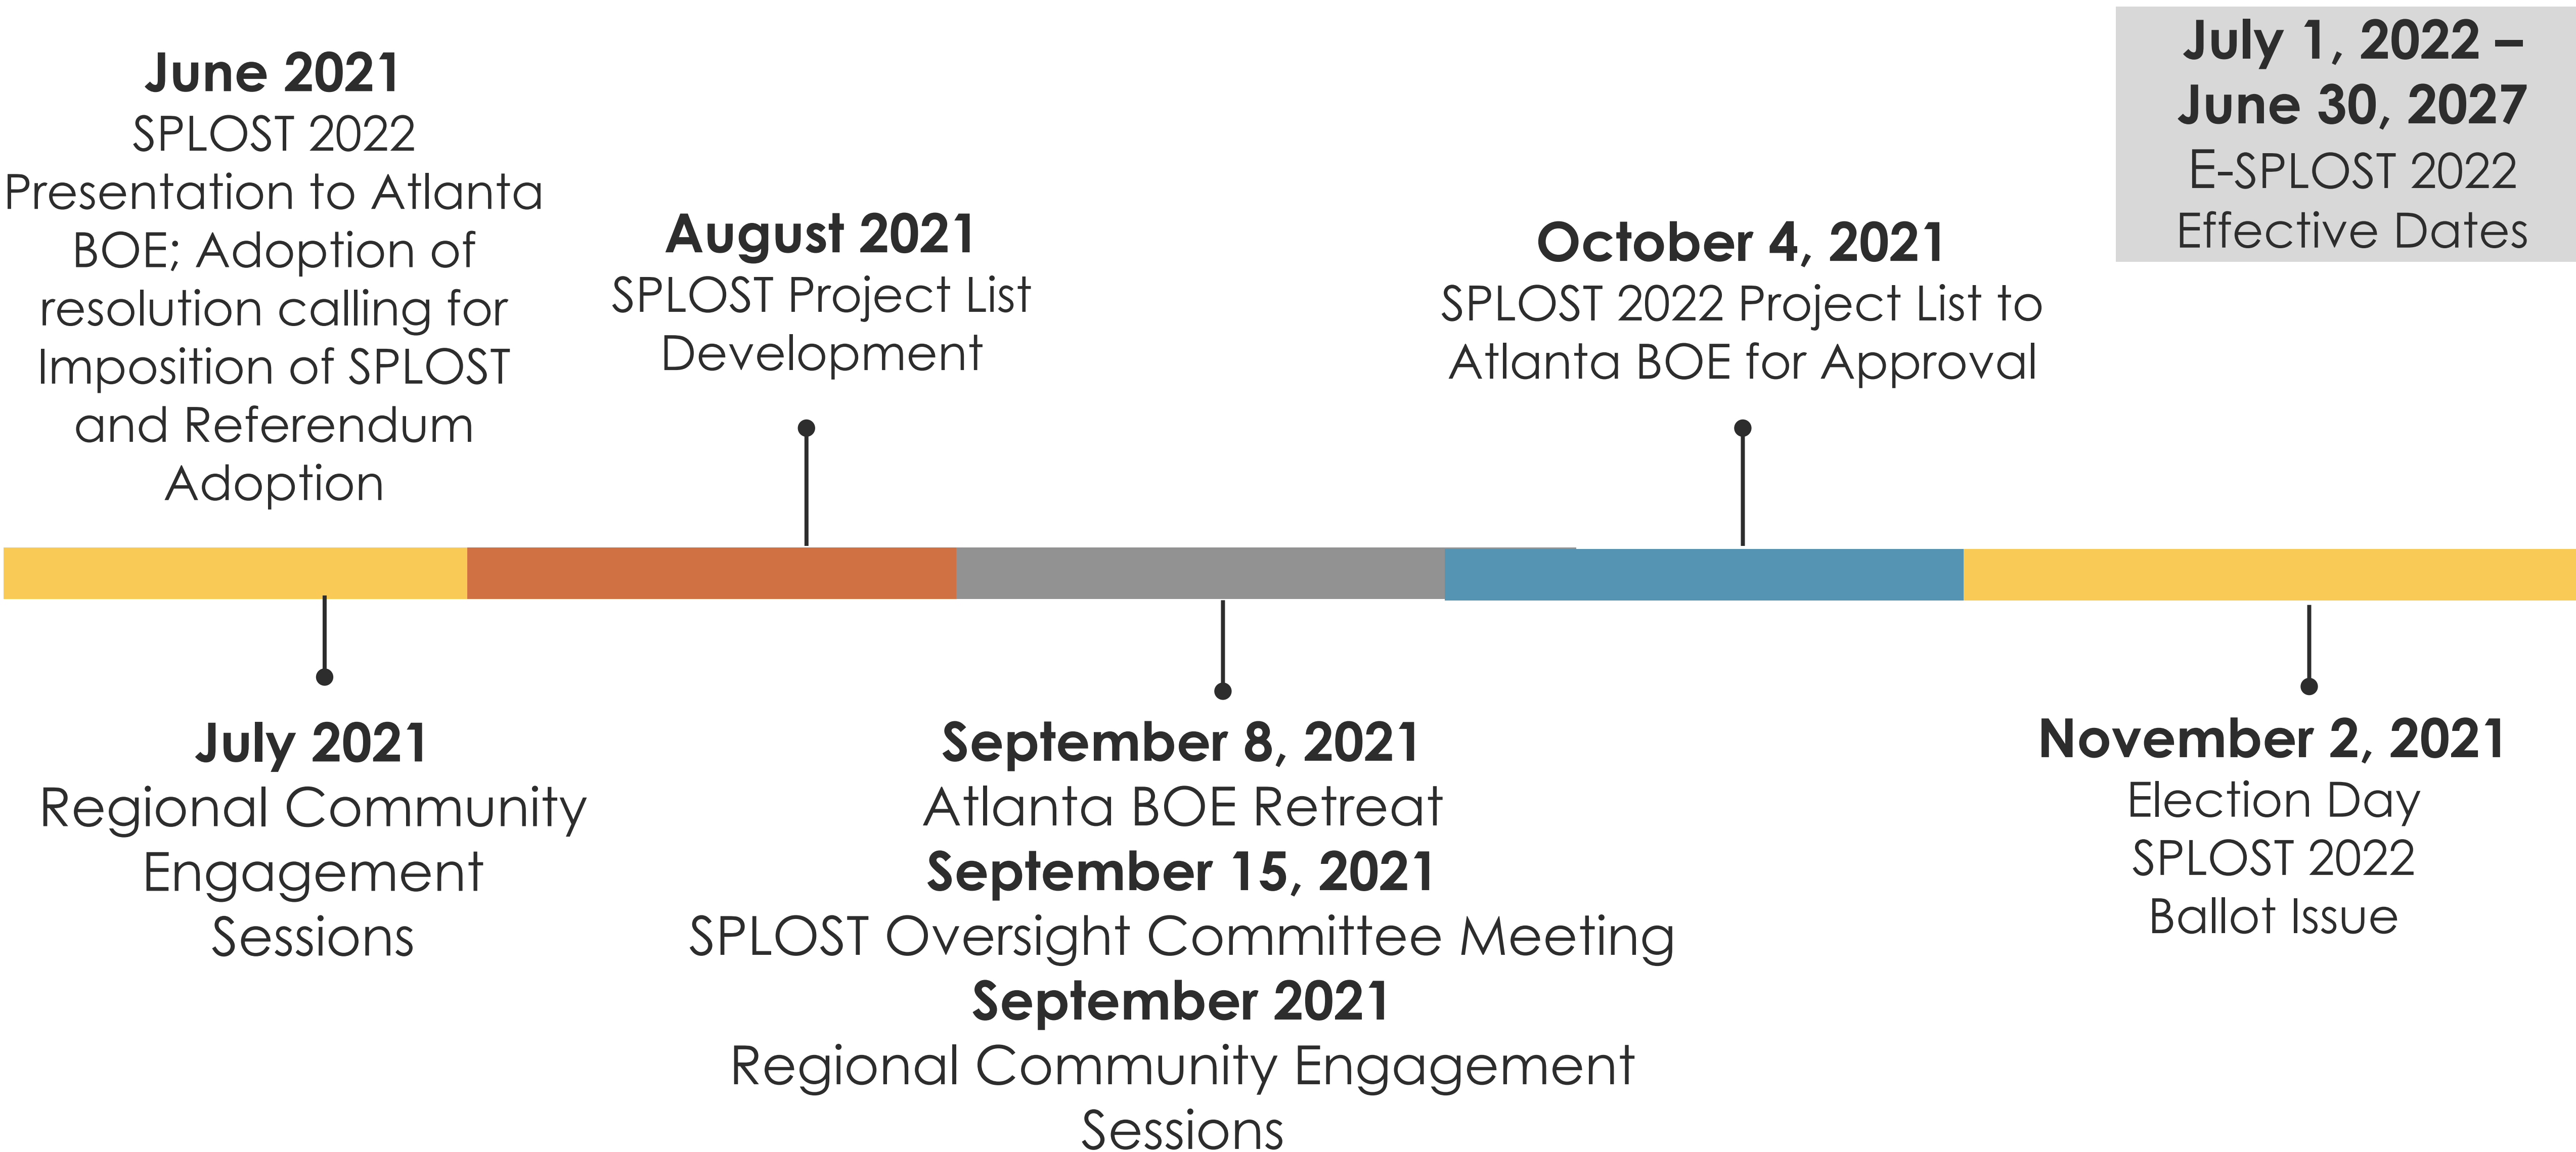 June 2021
SPLOST 2022
Presentation to Atlanta
BOE; Adoption of
resolution calling for
Imposition of SPLOST
and Referendum
Adoption
August 2021
SPLOST Project List
Development
October 4, 2021
SPLOST 2022 Project List to
Atlanta BOE for Approval
July 1, 2022 –
June 30, 2027
E-SPLOST 2022
Effective Dates
July 2021
Regional Community
Engagement
Sessions
September 8, 2021
Atlanta BOE Retreat
September 15, 2021
SPLOST Oversight Committee Meeting
September 2021
Regional Community Engagement
Sessions
November 2, 2021
Election Day
SPLOST 2022
Ballot Issue